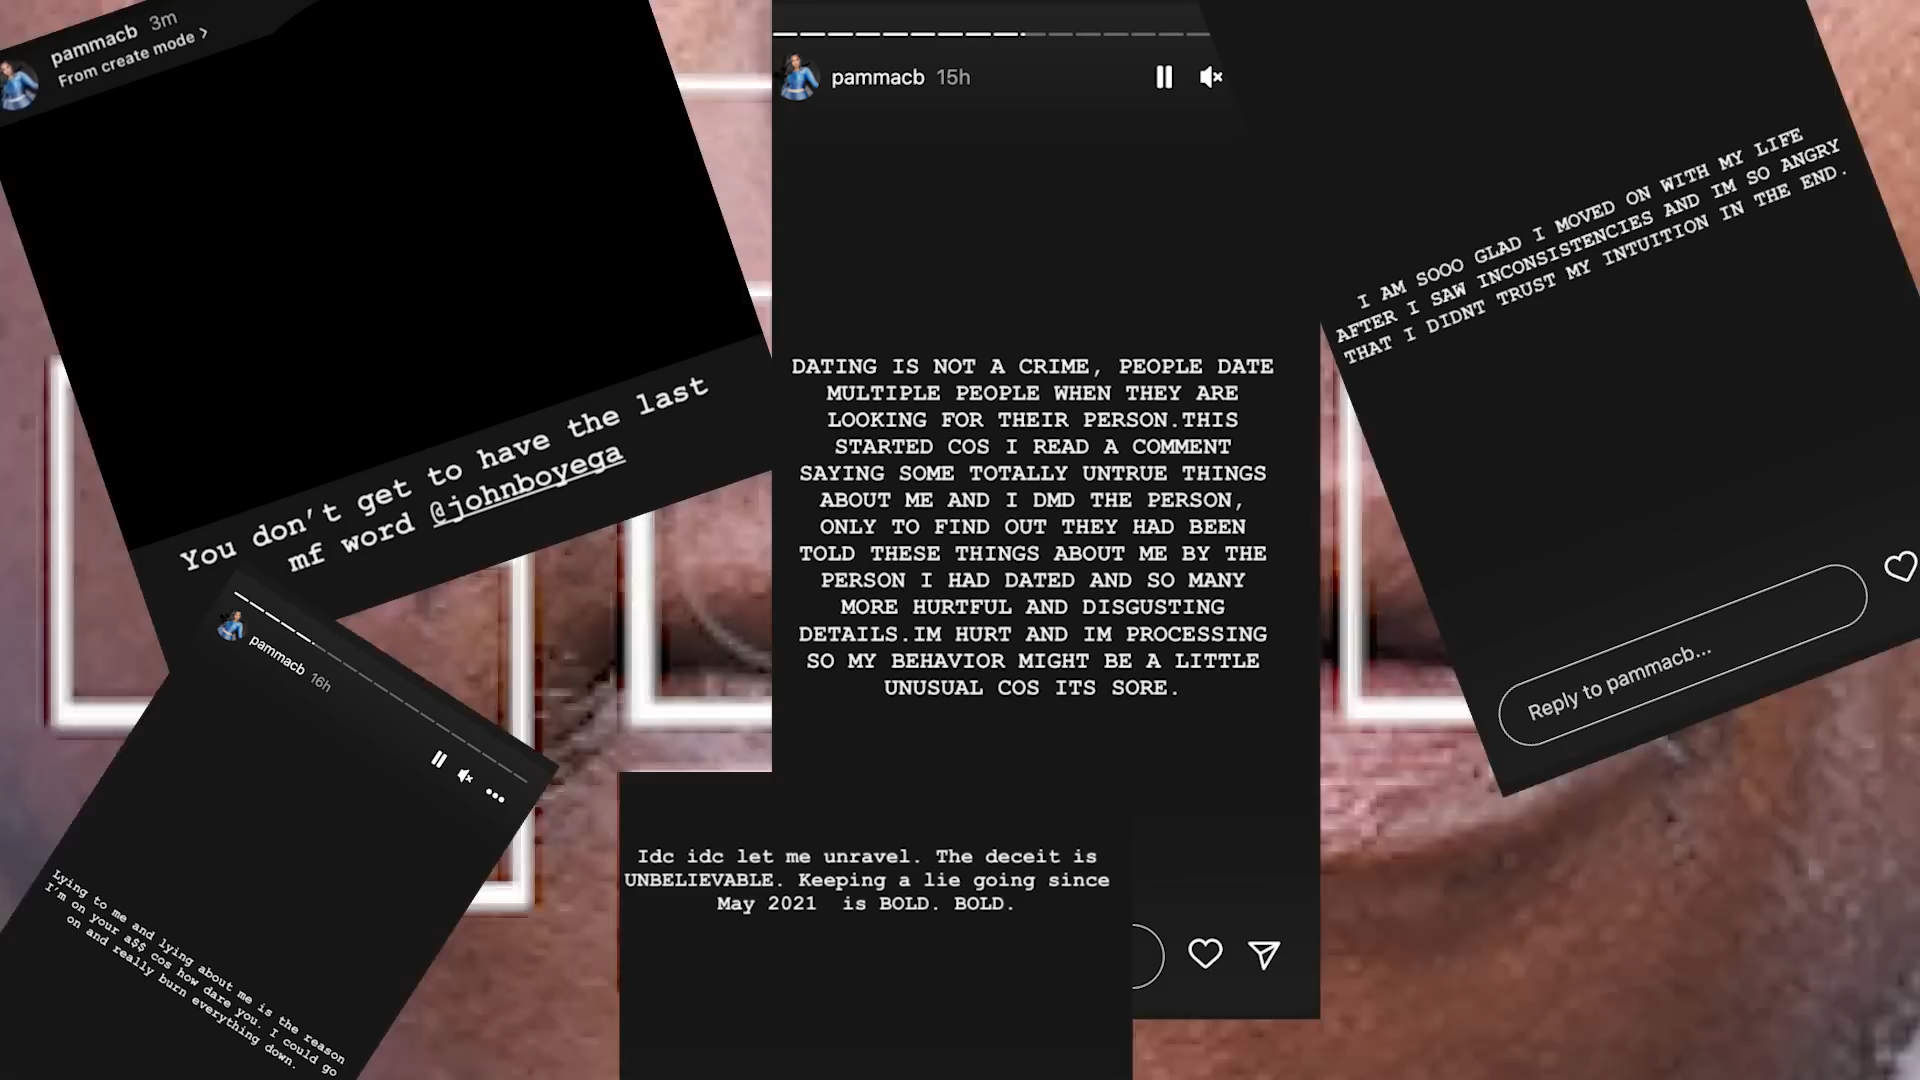 pammacb 3m
From create mode >
You don't get to have the last
mf word @johnboyega
pammacb 16h
Lying to me and lying about me is the reason
I'm on your a$$ cos how dare you. I could go
on and really burn everything down.
pammacb 15h
DATING IS NOT A CRIME, PEOPLE DATE
MULTIPLE PEOPLE WHEN THEY ARE
LOOKING FOR THEIR PERSON.THIS
STARTED COS I READ A COMMENT
SAYING SOME TOTALLY UNTRUE THINGS
ABOUT ME AND I DMD THE PERSON,
ONLY TO FIND OUT THEY HAD BEEN
TOLD THESE THINGS ABOUT ME BY THE
PERSON I HAD DATED AND SO MANY
MORE HURTFUL AND DISGUSTING
DETAILS.IM HURT AND IM PROCESSING
SO MY BEHAVIOR MIGHT BE A LITTLE
UNUSUAL COS ITS SORE.
Idc idc let me unravel. The deceit is
UNBELIEVABLE. Keeping a lie going since
May 2021 is BOLD. BOLD.
I AM SOOO GLAD I MOVED ON WITH MY LIFE
AFTER I SAW INCONSISTENCIES AND IM SO ANGRY
THAT I DIDNT TRUST MY INTUITION IN THE END.
Reply to pammacb...